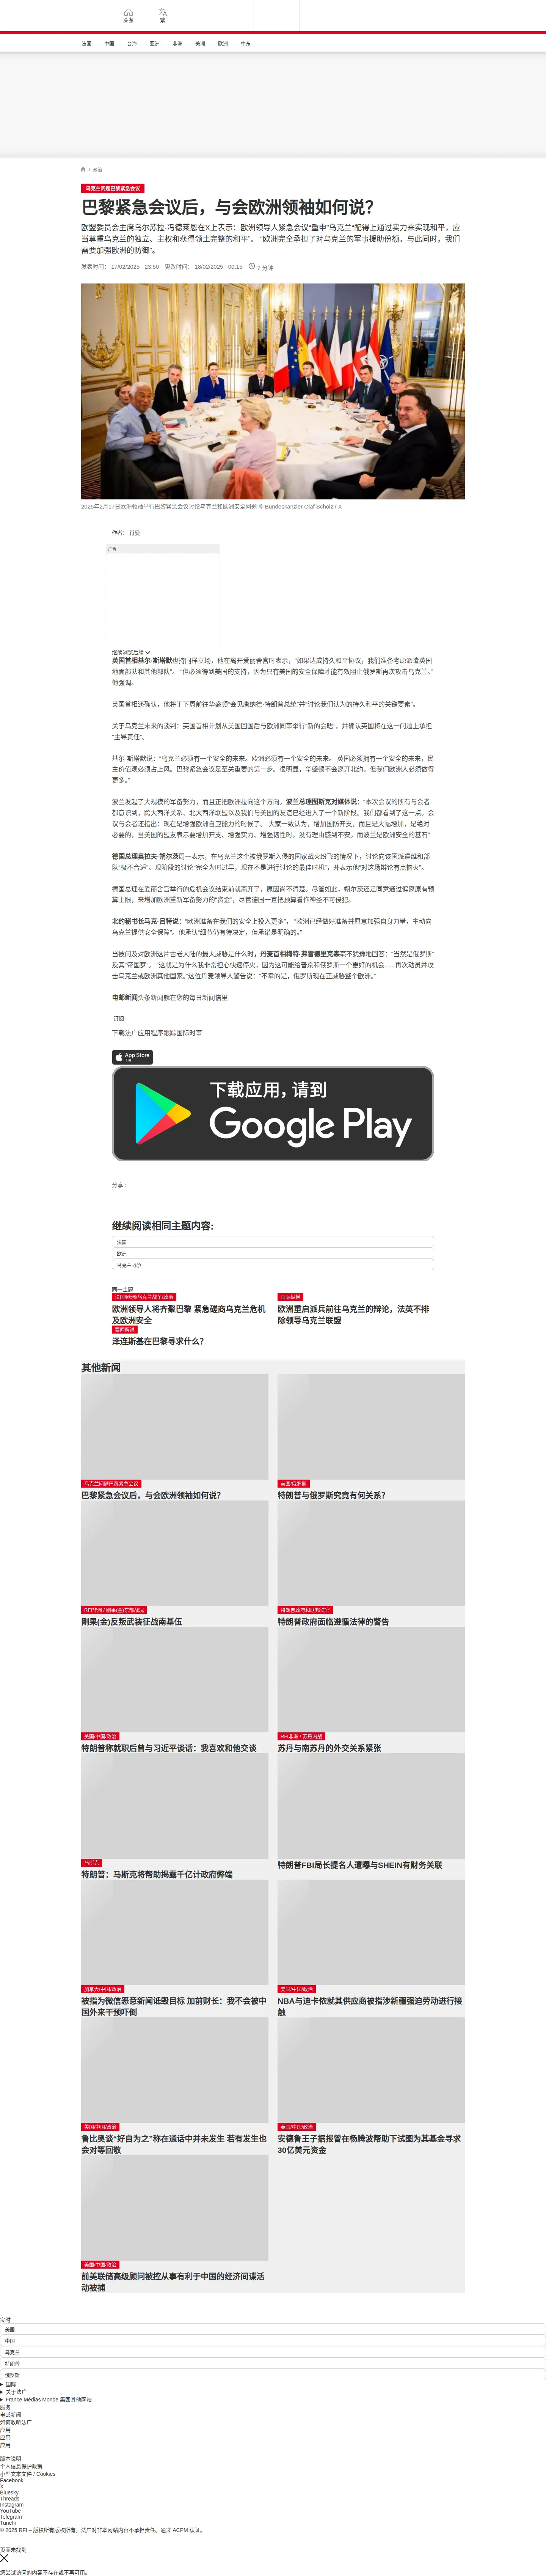 头条
繁
法国
中国
台海
亚洲
非洲
美洲
欧洲
中东
/ 政治
乌克兰问题巴黎紧急会议
巴黎紧急会议后，与会欧洲领袖如何说？
欧盟委员会主席乌尔苏拉·冯德莱恩在X上表示：欧洲领导人紧急会议“重申“乌克兰”配得上通过实力来实现和平，应
当尊重乌克兰的独立、主权和获得领土完整的和平”。 “欧洲完全承担了对乌克兰的军事援助份额。与此同时，我们
需要加强欧洲的防御”。
发表时间： 17/02/2025 - 23:50 更改时间： 18/02/2025 - 00:15 7 分钟
2025年2月17日欧洲领袖举行巴黎紧急会议讨论乌克兰和欧洲安全问题 © Bundeskanzler Olaf Scholz / X
作者： 肖曼
广告
继续浏览后续
英国首相基尔·斯塔默也持同样立场，他在离开爱丽舍宫时表示，“如果达成持久和平协议，我们准备考虑派遣英国
地面部队和其他部队”。 “但必须得到美国的支持，因为只有美国的安全保障才能有效阻止俄罗斯再次攻击乌克兰。”
他强调。
英国首相还确认，他将于下周前往华盛顿“会见唐纳德·特朗普总统”并“讨论我们认为的持久和平的关键要素”。
关于乌克兰未来的谈判：英国首相计划从美国回国后与欧洲同事举行“新的会晤”，并确认英国将在这一问题上承担
“主导责任”。
基尔·斯塔默说：“乌克兰必须有一个安全的未来。欧洲必须有一个安全的未来。 英国必须拥有一个安全的未来，民
主价值观必须占上风。巴黎紧急会议是至关重要的第一步。很明显，华盛顿不会离开北约。但我们欧洲人必须做得
更多。”
波兰发起了大规模的军备努力，而且正把欧洲拉向这个方向。波兰总理图斯克对媒体说：“本次会议的所有与会者
都意识到，跨大西洋关系、北大西洋联盟以及我们与美国的友谊已经进入了一个新阶段。我们都看到了这一点。会
议与会者还指出：现在是增强欧洲自卫能力的时候了。 大家一致认为，增加国防开支，而且是大幅增加，是绝对
必要的，当美国的盟友表示要增加开支、增强实力、增强韧性时，没有理由感到不安。而波兰是欧洲安全的基石”
德国总理奥拉夫·朔尔茨周一表示，在乌克兰这个被俄罗斯入侵的国家战火纷飞的情况下，讨论向该国派遣维和部
队“极不合适”。现阶段的讨论“完全为时过早，现在不是进行讨论的最佳时机”，并表示他“对这场辩论有点恼火”。
德国总理在爱丽舍宫举行的危机会议结束前就离开了，原因尚不清楚。尽管如此，朔尔茨还是同意通过偏离原有预
算上限，来增加欧洲重新军备努力的“资金”，尽管德国一直把预算看作神圣不可侵犯。
北约秘书长马克·吕特说：“欧洲准备在我们的安全上投入更多”， “欧洲已经做好准备并愿意加强自身力量，主动向
乌克兰提供安全保障”。他承认“细节仍有待决定，但承诺是明确的。”
当被问及对欧洲这片古老大陆的最大威胁是什么时，丹麦首相梅特·弗雷德里克森毫不犹豫地回答：“当然是俄罗斯”
及其“帝国梦”。 “这就是为什么我非常担心快速停火，因为这可能给普京和俄罗斯一个更好的机会......再次动员并攻
击乌克兰或欧洲其他国家。”这位丹麦领导人警告说：“不幸的是，俄罗斯现在正威胁整个欧洲。”
电邮新闻头条新闻就在您的每日新闻信里
订阅
下载法广应用程序跟踪国际时事
App Store
下载
下载应用，请到
Google Play
分享 :
继续阅读相同主题内容:
法国
欧洲
乌克兰战争
同一主题
法国/欧洲/乌克兰战争/政治
欧洲领导人将齐聚巴黎 紧急磋商乌克兰危机
及欧洲安全
国际纵横
欧洲重启派兵前往乌克兰的辩论，法英不排
除领导乌克兰联盟
要闻解说
泽连斯基在巴黎寻求什么？
其他新闻
乌克兰问题巴黎紧急会议
巴黎紧急会议后，与会欧洲领袖如何说？
美国/俄罗斯
特朗普与俄罗斯究竟有何关系？
RFI非洲 / 刚果(金)东部战况
刚果(金)反叛武装征战南基伍
特朗普政府和联邦法官
特朗普政府面临遵循法律的警告
美国/中国/政治
特朗普称就职后曾与习近平谈话：我喜欢和他交谈
RFI非洲 / 苏丹内战
苏丹与南苏丹的外交关系紧张
马斯克
特朗普：马斯克将帮助揭露千亿计政府弊端
特朗普FBI局长提名人遭曝与SHEIN有财务关联
加拿大/中国/政治
被指为微信恶意新闻诋毁目标 加前财长：我不会被中
国外来干预吓倒
美国/中国/政治
NBA与迪卡侬就其供应商被指涉新疆强迫劳动进行接
触
美国/中国/政治
鲁比奥谈“好自为之”称在通话中并未发生 若有发生也
会对等回敬
英国/中国/政治
安德鲁王子据报曾在杨腾波帮助下试图为其基金寻求
30亿美元资金
美国/中国/政治
前美联储高级顾问被控从事有利于中国的经济间谍活
动被捕
实时
美国
中国
乌克兰
特朗普
俄罗斯
国际
关于法广
France Médias Monde 集团其他网站
服务
电邮新闻
如何收听法广
应用
应用
应用
版本说明
个人信息保护政策
小型文本文件 / Cookies
Facebook
X
Bluesky
Threads
Instagram
YouTube
Telegram
TuneIn
© 2025 RFI – 版权所有版权所有。法广对非本网站内容不承担责任。通过 ACPM 认证。
页面未找到
您尝试访问的内容不存在或不再可用。